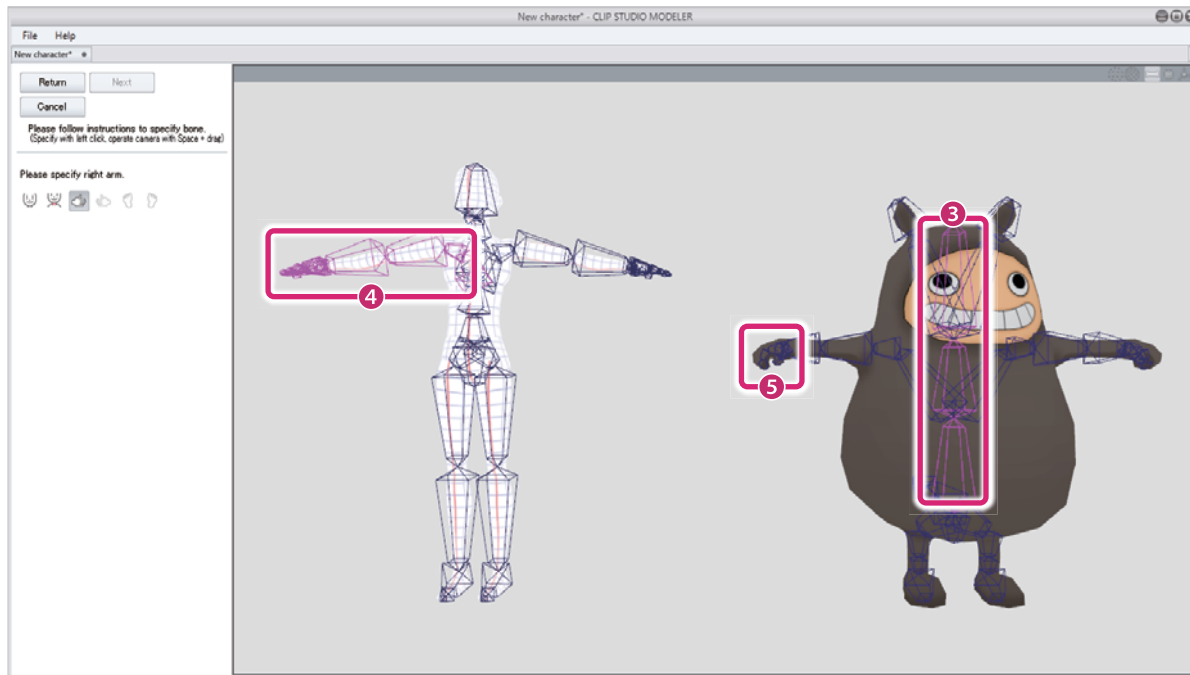 New character* - CLIP STUDIO MODELER
File Help
New character*
Return Next
Cancel
Please follow instructions to specify bone.
(Specify with left click, operate camera with Space + drag)
Please specify right arm.
3
4
5